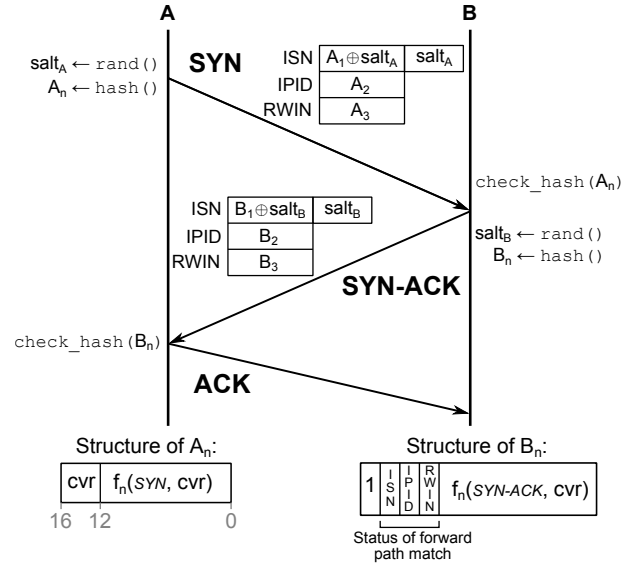 A B
salt_A ← rand()
A_n ← hash()
SYN
ISN A_1⊕salt_A salt_A
IPID A_2
RWIN A_3
check_hash(A_n)
salt_B ← rand()
B_n ← hash()
ISN B_1⊕salt_B salt_B
IPID B_2
RWIN B_3
SYN-ACK
check_hash(B_n)
ACK
Structure of A_n:
cvr f_n(SYN, cvr)
16 12 0
Structure of B_n:
1 ISN IPID RWIN f_n(SYN-ACK, cvr)
Status of forward
path match